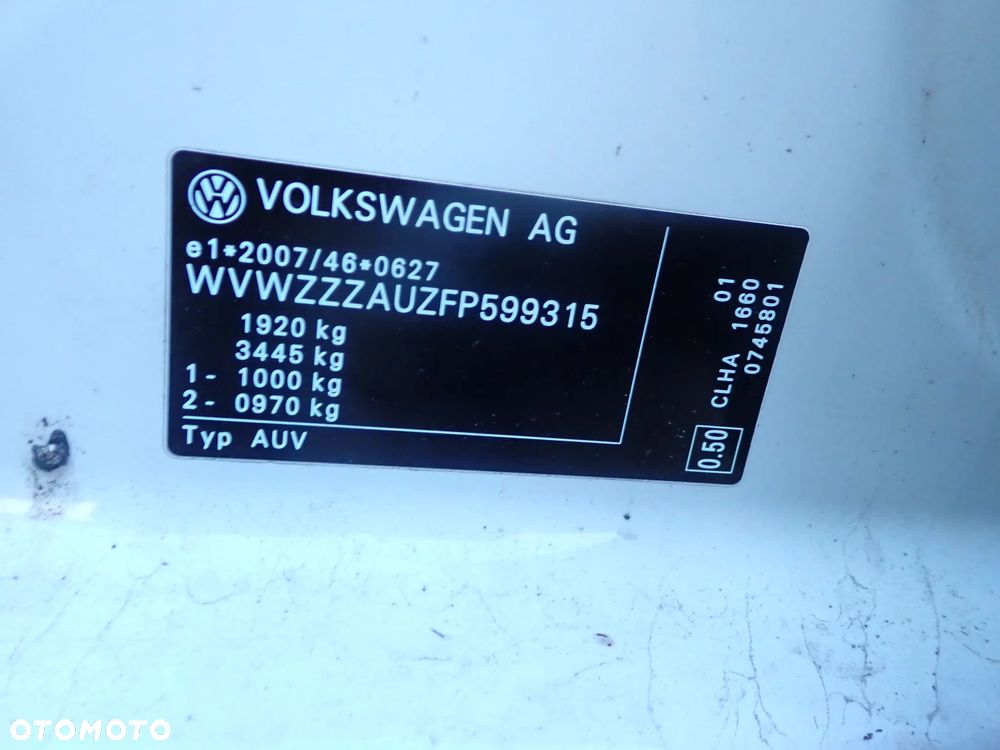 VOLKSWAGEN AG
e1*2007/46*0627
WVWZZZAUZFP599315
1920 kg
3445 kg
1- 1000 kg
2- 0970 kg
Typ AUV
01
CLHA 1660
0745801
0.50
OTOMOTO